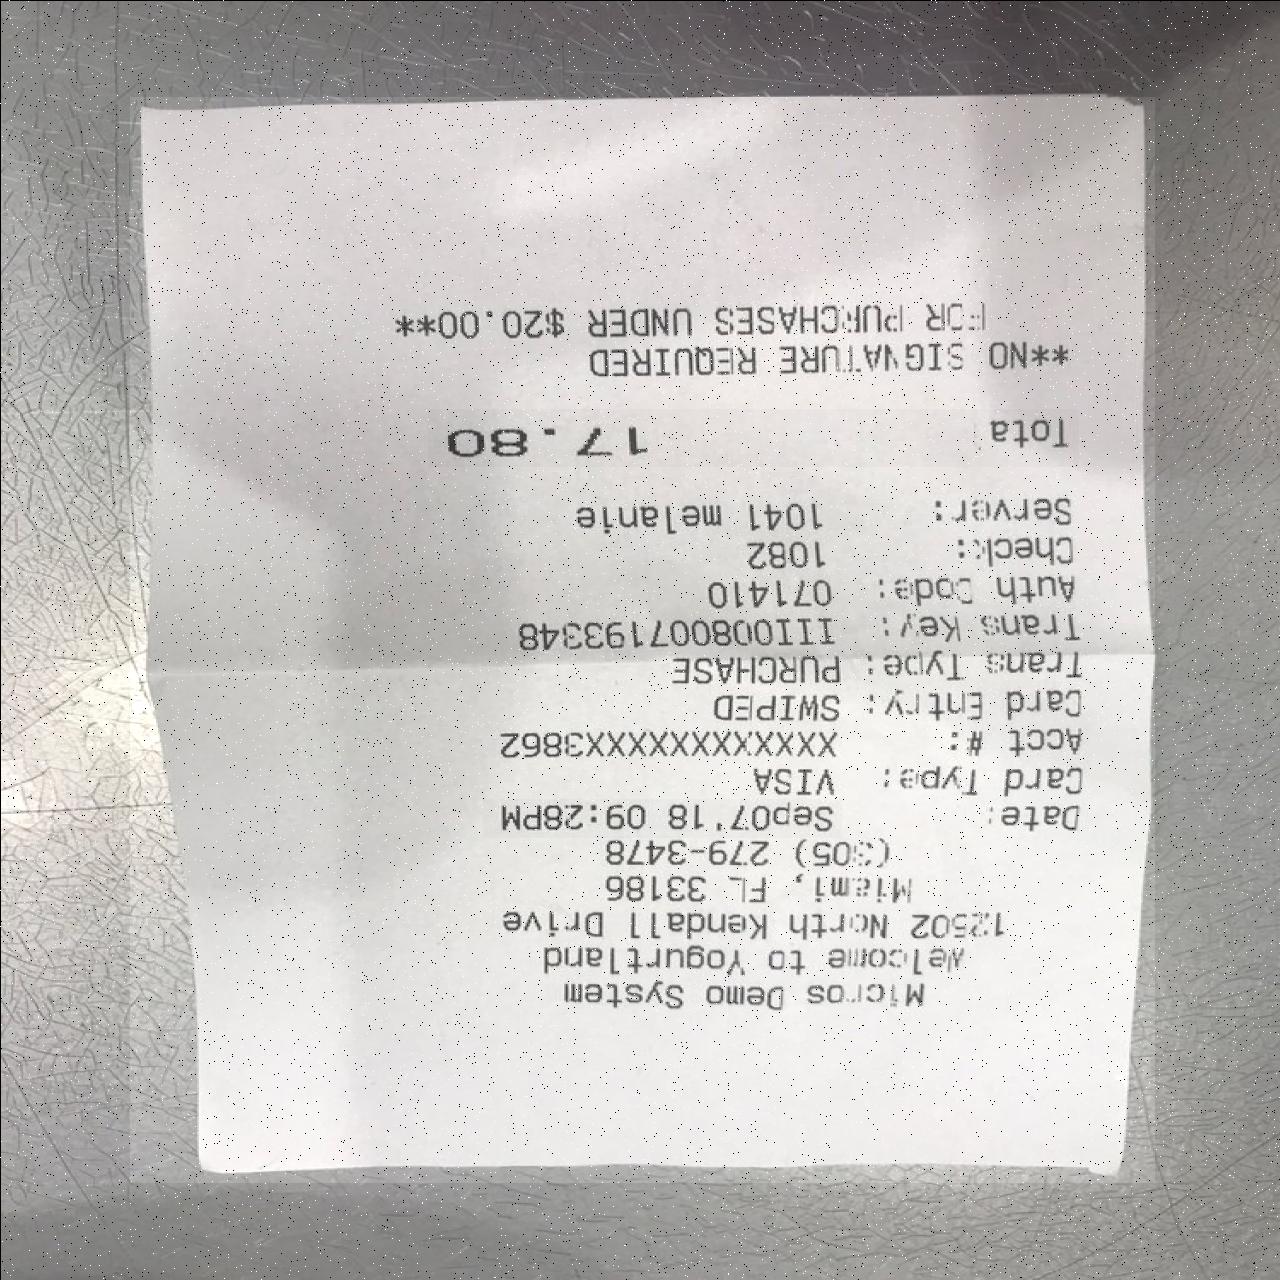 Micros Demo System
Welcome to Yogurtland
12502 North Kendall Drive
Miami, FL 33186
(305) 279-3478
Date: Sep07'18 09:28PM
Card Type: VISA
Acct #: XXXXXXXXXXXX3862
Card Entry: SWIPED
Trans Type: PURCHASE
Trans Key: III008007193348
Auth Code: 071410
Check: 1082
Server: 1041 melanie
Tota 17.80
**NO SIGNATURE REQUIRED
FOR PURCHASES UNDER $20.00**